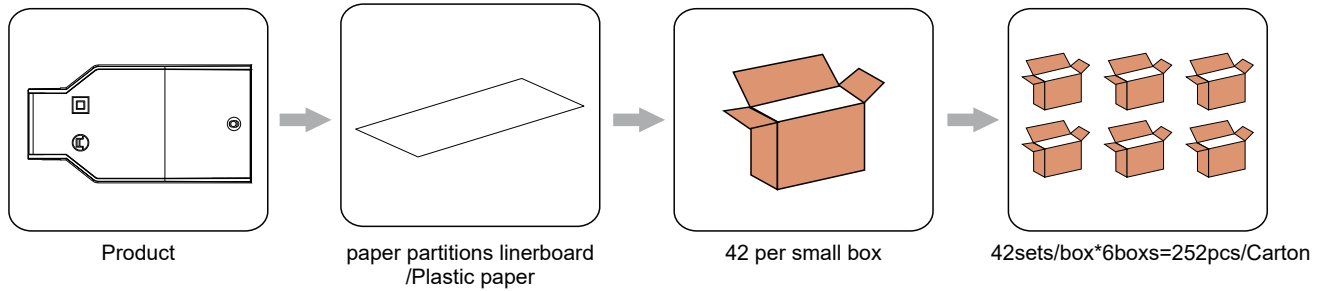 Product
paper partitions linerboard
/Plastic paper
42 per small box
42sets/box*6boxs=252pcs/Carton